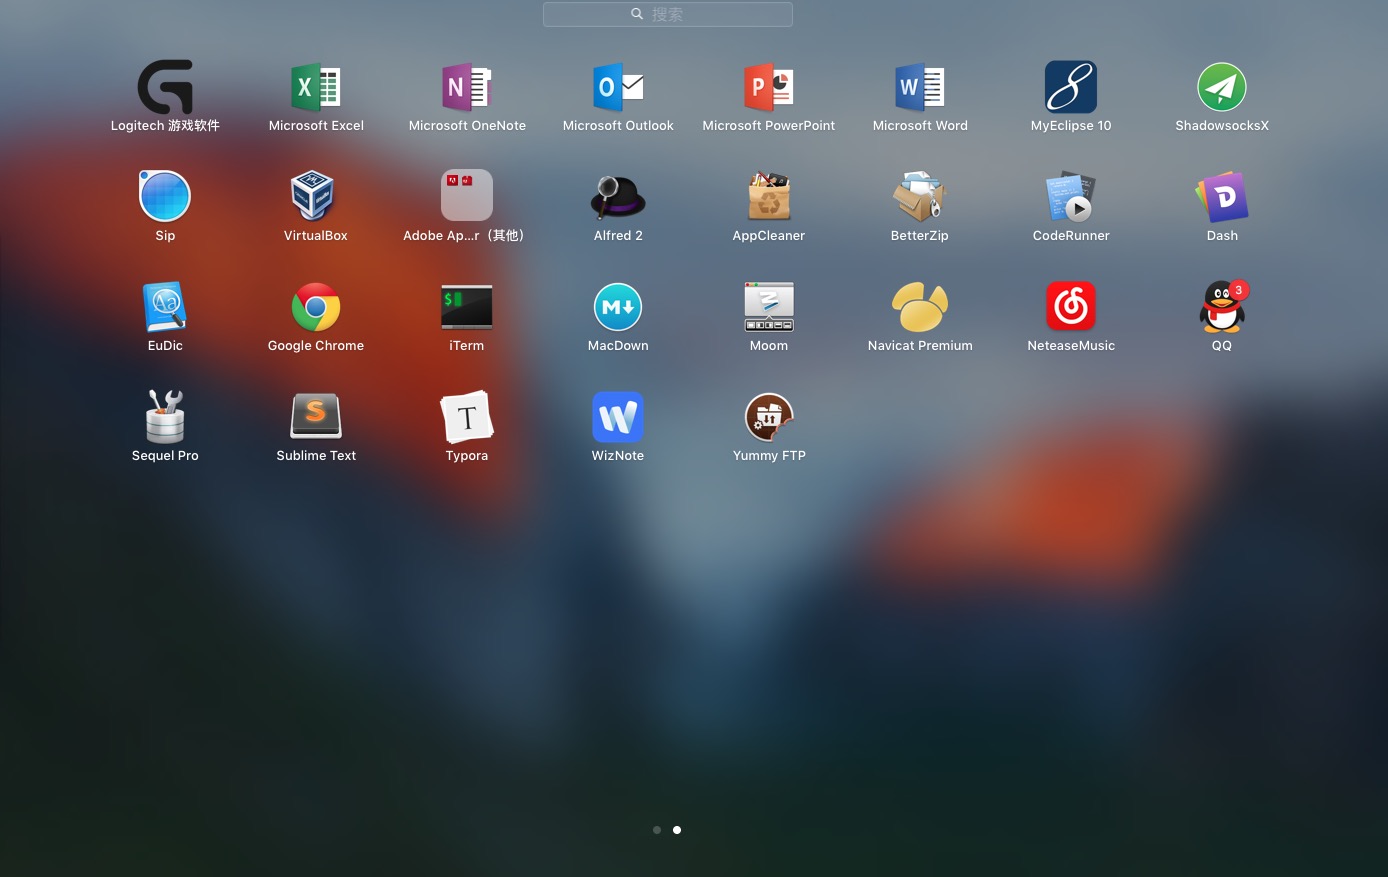 搜索
Logitech 游戏软件
Microsoft Excel
Microsoft OneNote
Microsoft Outlook
Microsoft PowerPoint
Microsoft Word
MyEclipse 10
ShadowsocksX
Sip
VirtualBox
Adobe Ap...r（其他）
Alfred 2
AppCleaner
BetterZip
CodeRunner
Dash
EuDic
Google Chrome
iTerm
MacDown
Moom
Navicat Premium
NeteaseMusic
3
QQ
Sequel Pro
Sublime Text
Typora
WizNote
Yummy FTP